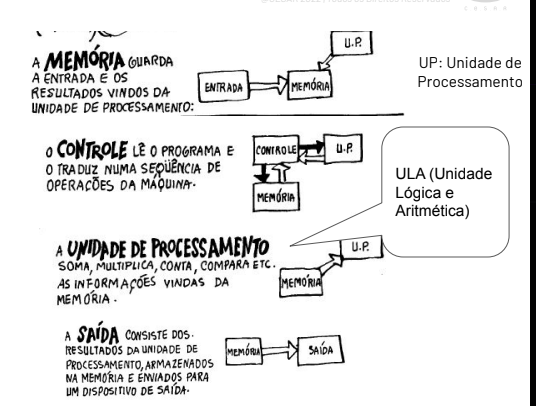 A MEMÓRIA GUARDA
A ENTRADA E OS
RESULTADOS VINDOS DA
UNIDADE DE PROCESSAMENTO:
ENTRADA
MEMÓRIA
U.P.
UP: Unidade de
Processamento
O CONTROLE LÊ O PROGRAMA E
O TRADUZ NUMA SEQÜÊNCIA DE
OPERAÇÕES DA MÁQUINA.
CONTROLE
U.P.
MEMÓRIA
ULA (Unidade
Lógica e
Aritmética)
A UNIDADE DE PROCESSAMENTO
SOMA, MULTIPLICA, CONTA, COMPARA ETC.
AS INFORMAÇÕES VINDAS DA
MEMÓRIA.
U.P.
MEMÓRIA
A SAÍDA CONSISTE DOS
RESULTADOS DA UNIDADE DE
PROCESSAMENTO, ARMAZENADOS
NA MEMÓRIA E ENVIADOS PARA
UM DISPOSITIVO DE SAÍDA.
MEMÓRIA
SAÍDA